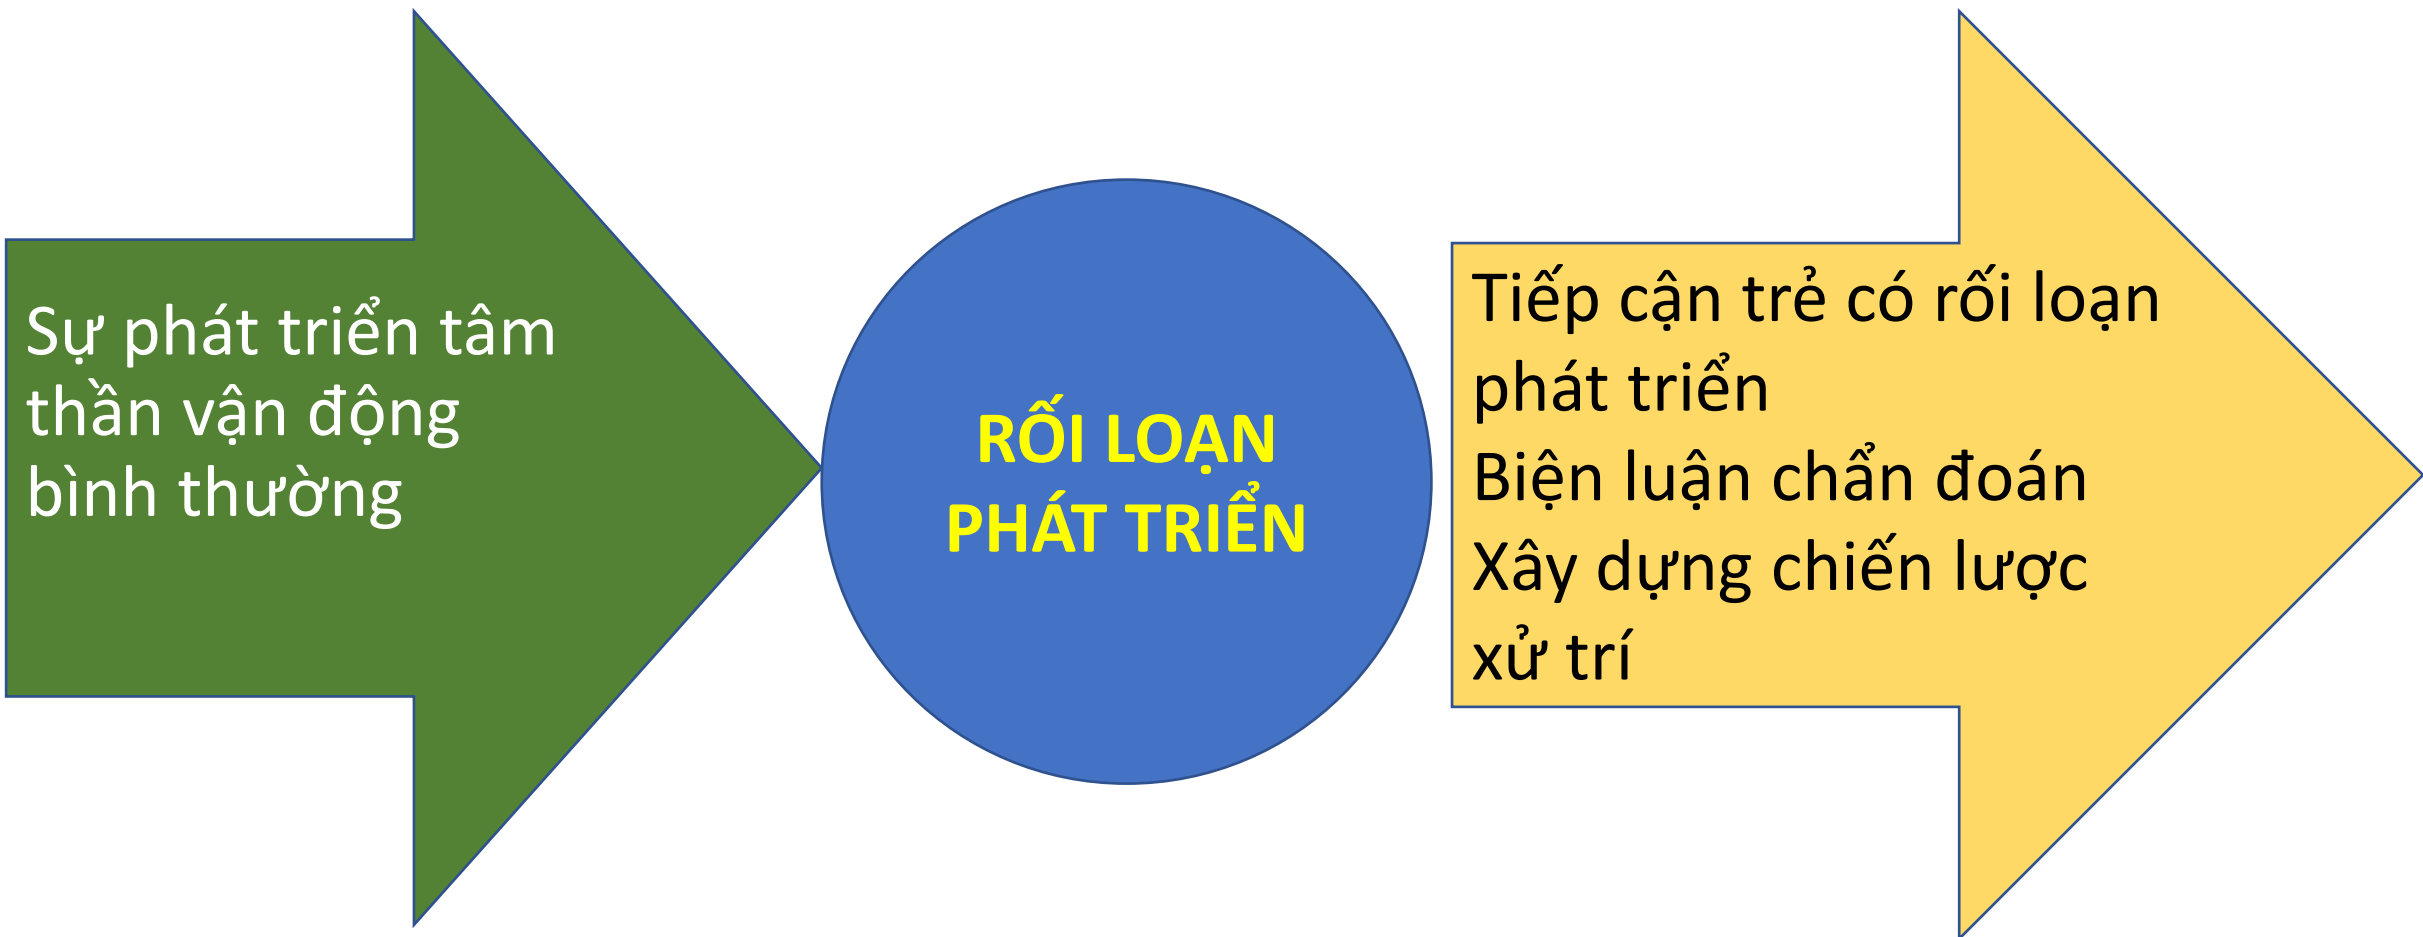 Sự phát triển tâm
thần vận động
bình thường
RỐI LOẠN
PHÁT TRIỂN
Tiếp cận trẻ có rối loạn
phát triển
Biện luận chẩn đoán
Xây dựng chiến lược
xử trí